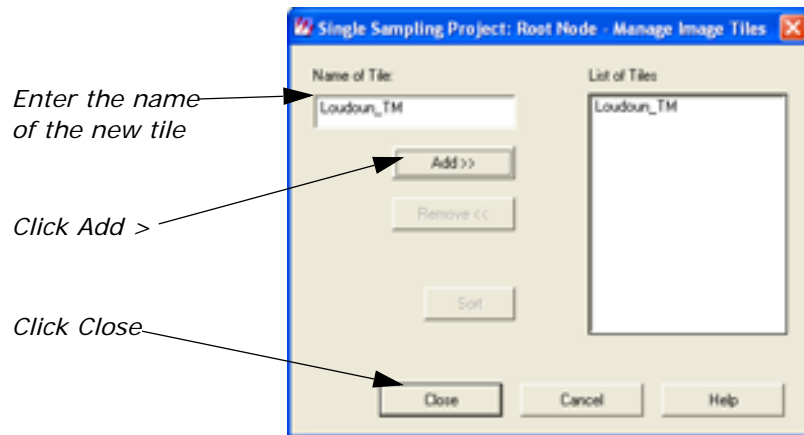 Single Sampling Project: Root Node - Manage Image Tiles
Name of Tile:
List of Tiles
Enter the name
of the new tile
Loudoun_TM
Loudoun_TM
Add >>
Remove <<
Click Add >
Sort
Click Close
Close
Cancel
Help